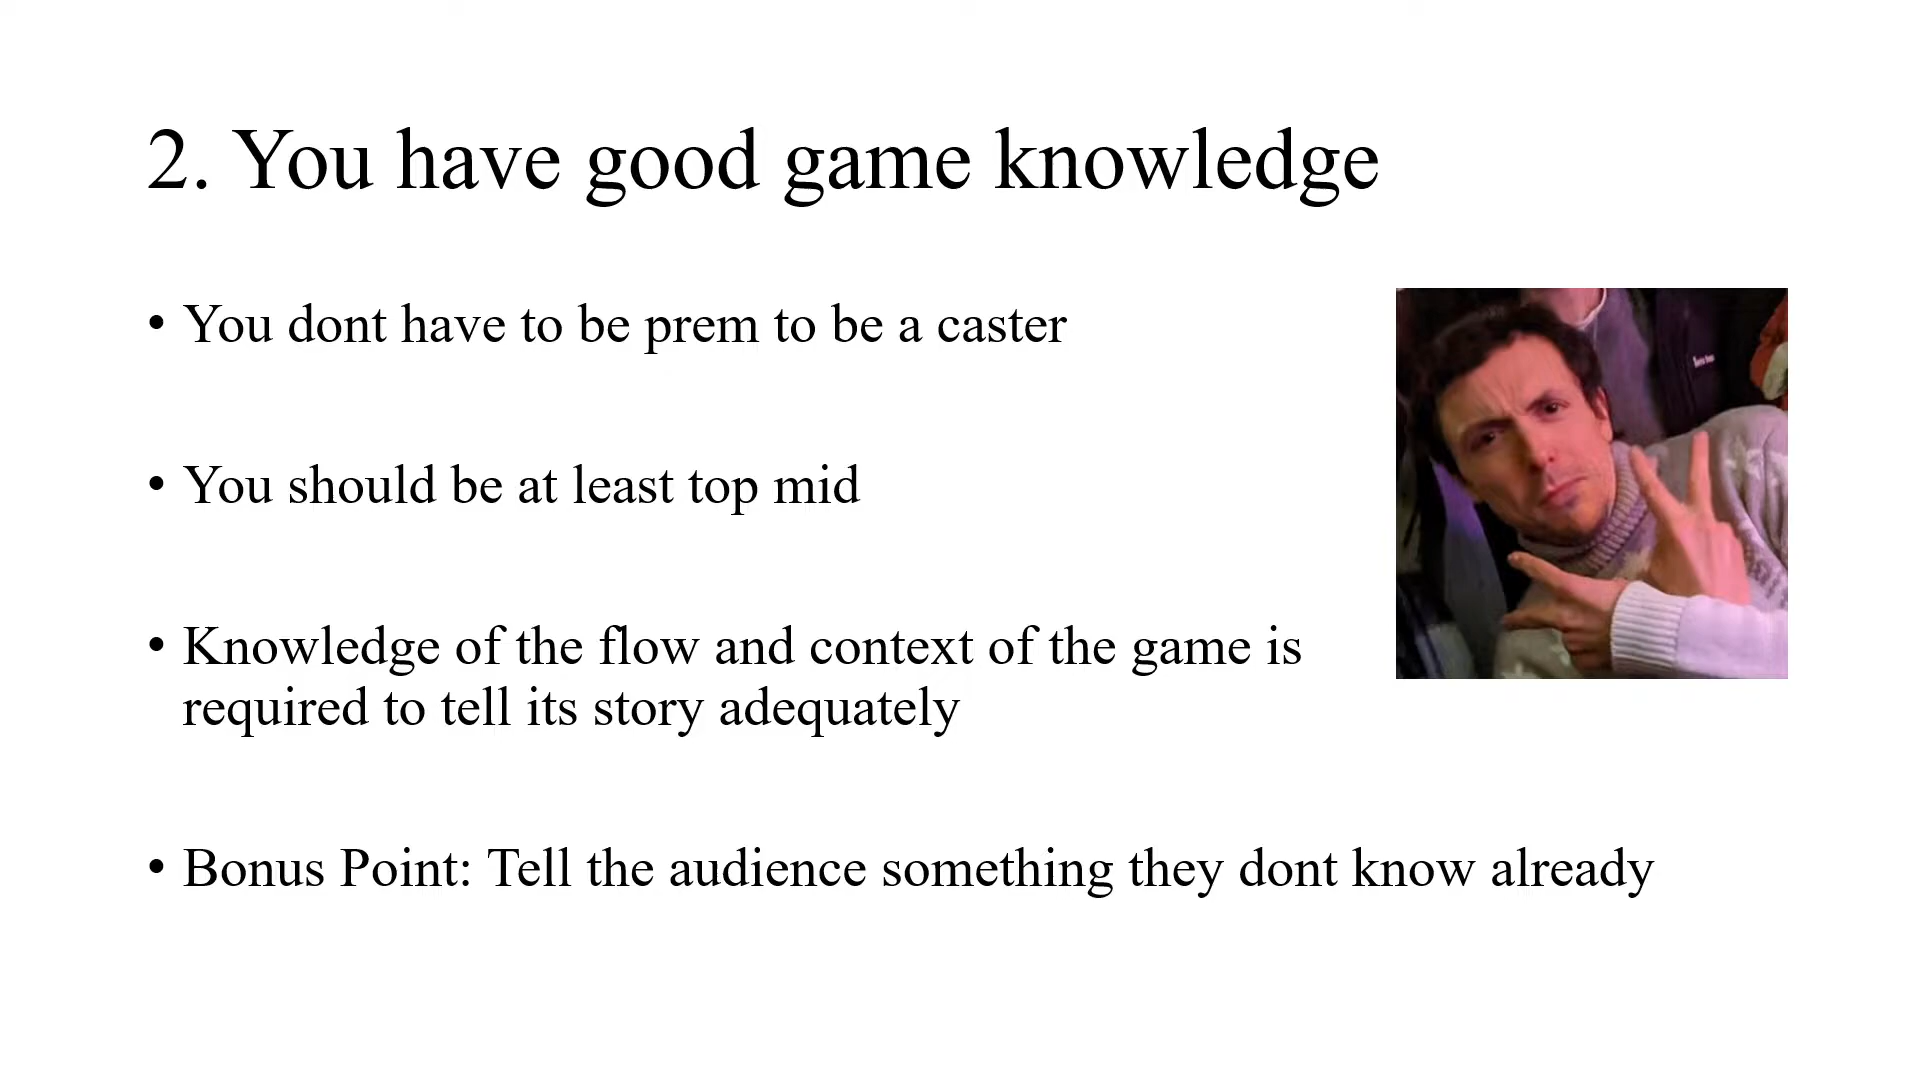 2. You have good game knowledge
• You dont have to be prem to be a caster
• You should be at least top mid
• Knowledge of the flow and context of the game is
required to tell its story adequately
• Bonus Point: Tell the audience something they dont know already